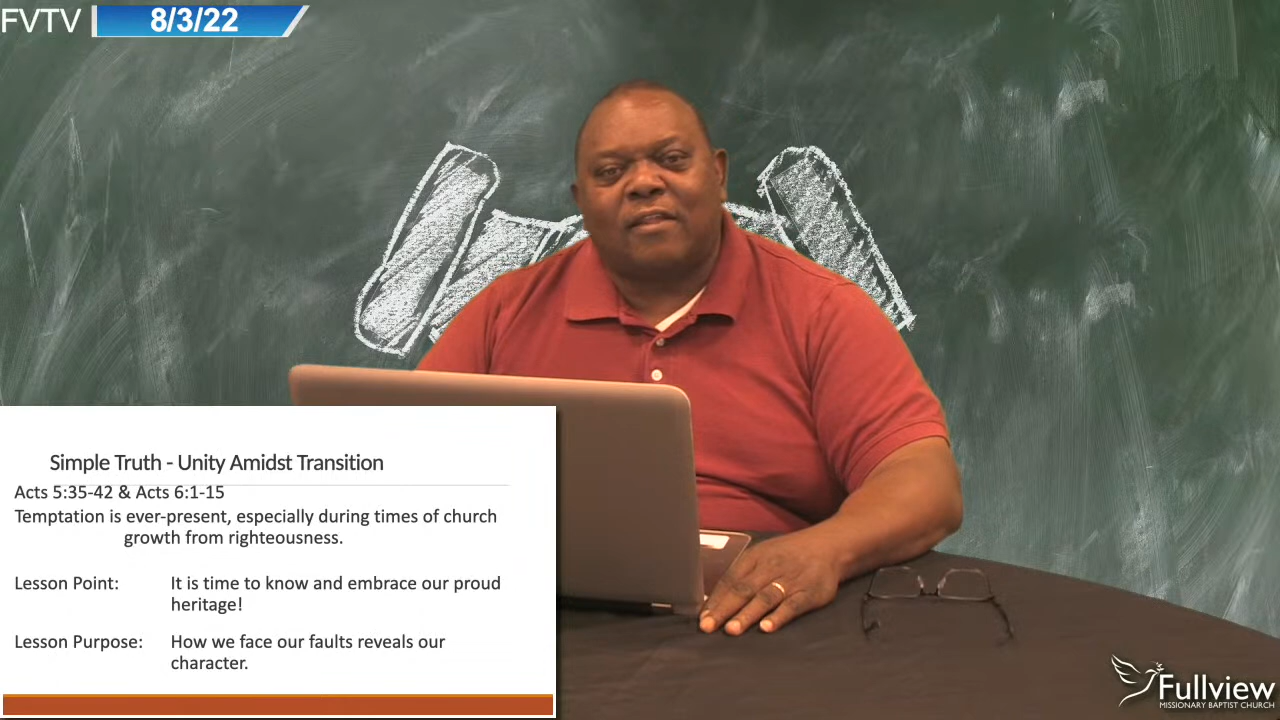 FVTV
8/3/22
Simple Truth - Unity Amidst Transition
Acts 5:35-42 & Acts 6:1-15
Temptation is ever-present, especially during times of church
growth from righteousness.
Lesson Point: It is time to know and embrace our proud
heritage!
Lesson Purpose: How we face our faults reveals our
character.
Fullview
MISSIONARY BAPTIST CHURCH